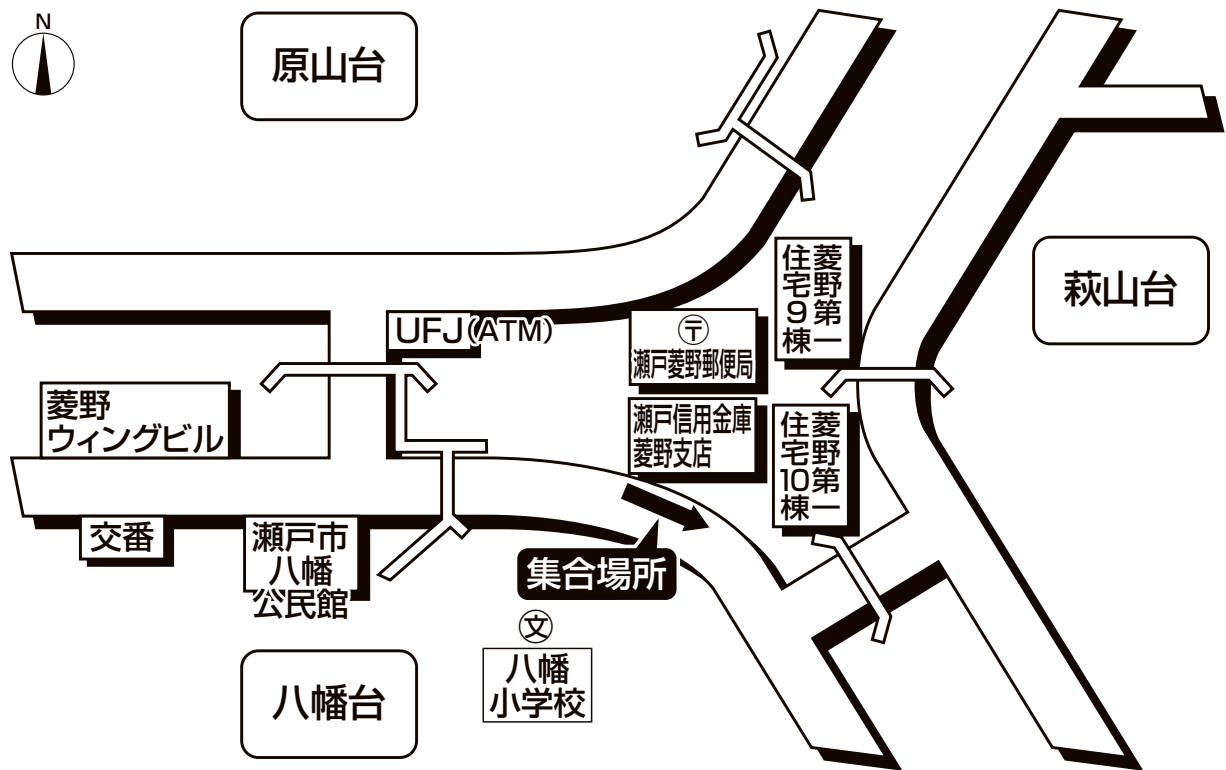 N
原山台
萩山台
菱野第一
住宅9棟
UFJ(ATM)
〒
瀬戸菱野郵便局
菱野
ウィングビル
瀬戸信用金庫
菱野支店
菱野第一
住宅10棟
交番
瀬戸市
八幡
公民館
集合場所
文
八幡
小学校
八幡台